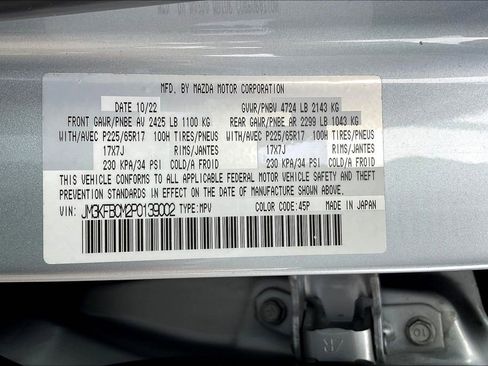 MFD. BY MAZDA MOTOR CORPORATION
DATE 10/22 GVWR/PNBV 4724 LB 2143 KG
FRONT GAWR/PNBE AV 2425 LB 1100 KG REAR GAWR/PNBE AR 2299 LB 1043 KG
WITH/AVEC P225/65R17 100H TIRES/PNEUS WITH/AVEC P225/65R17 100H TIRES/PNEUS
17X7J RIMS/JANTES 17X7J RIMS/JANTES
230 KPA/34 PSI COLD/A FROID 230 KPA/34 PSI COLD/A FROID
THIS VEHICLE CONFORMS TO ALL APPLICABLE FEDERAL MOTOR VEHICLE SAFETY AND THEFT PREVENTION
STANDARDS IN EFFECT ON THE DATE OF MANUFACTURE SHOWN ABOVE.
VIN: JM3KFBCM2P0139002 TYPE:MPV COLOR CODE:45P MADE IN JAPAN